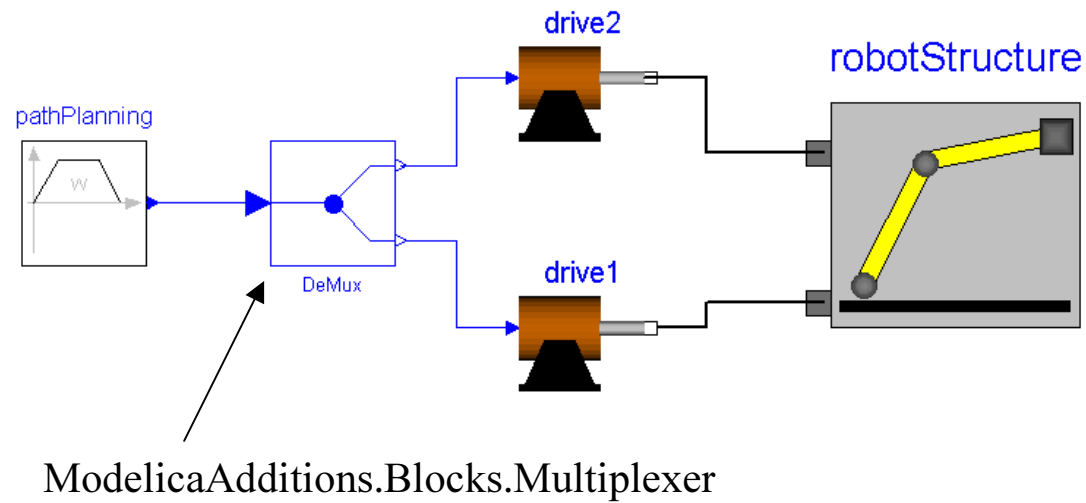 drive2
robotStructure
pathPlanning
w
DeMux
drive1
ModelicaAdditions.Blocks.Multiplexer